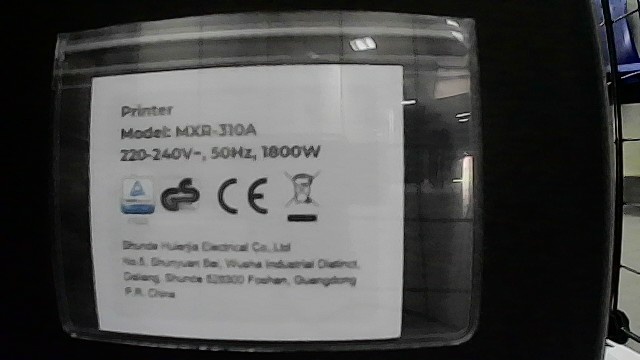 Printer
Model: MXR-310A
220-240V~, 50Hz, 1800W
CE
Shunde Huienjia Electrical Co., Ltd
No.5, Shunyuan Bei, Wusha Industrial District,
Daliang, Shunde 528300 Foshan, Guangdong
P.R. China